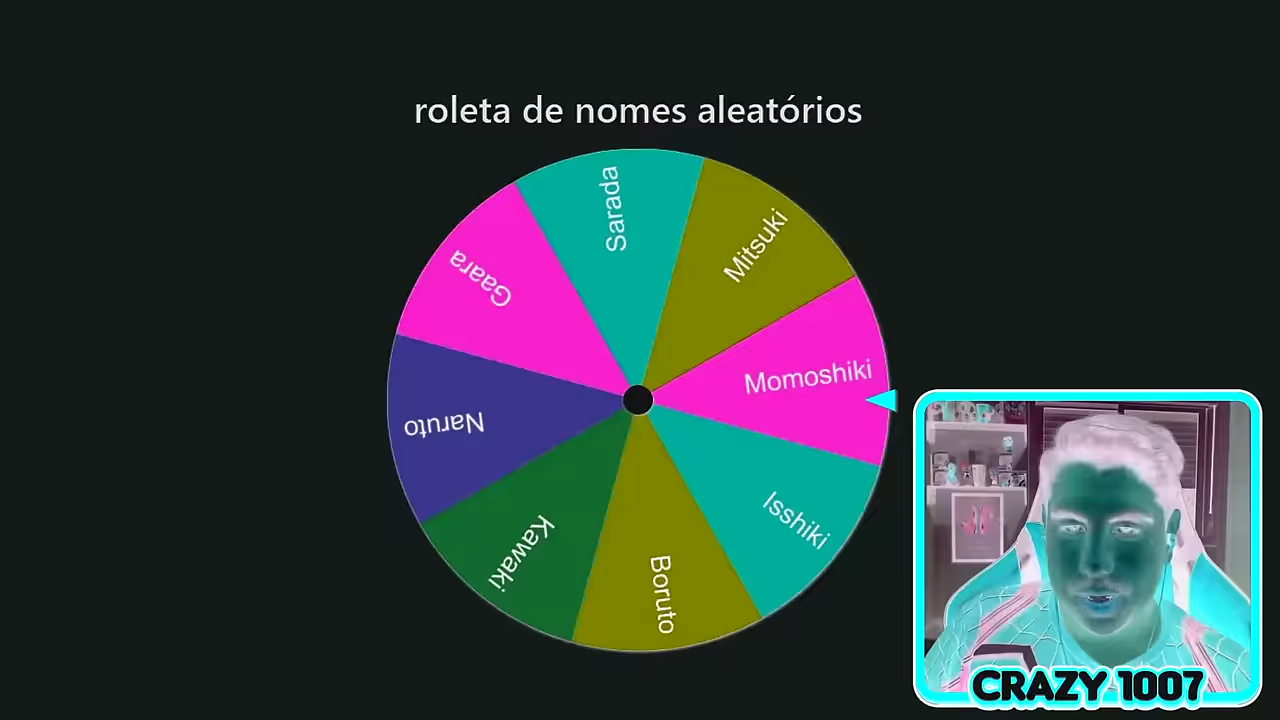 roleta de nomes aleatórios
Sarada
Mitsuki
Gaara
Momoshiki
Naruto
Isshiki
Kawaki
Boruto
CRAZY 1007